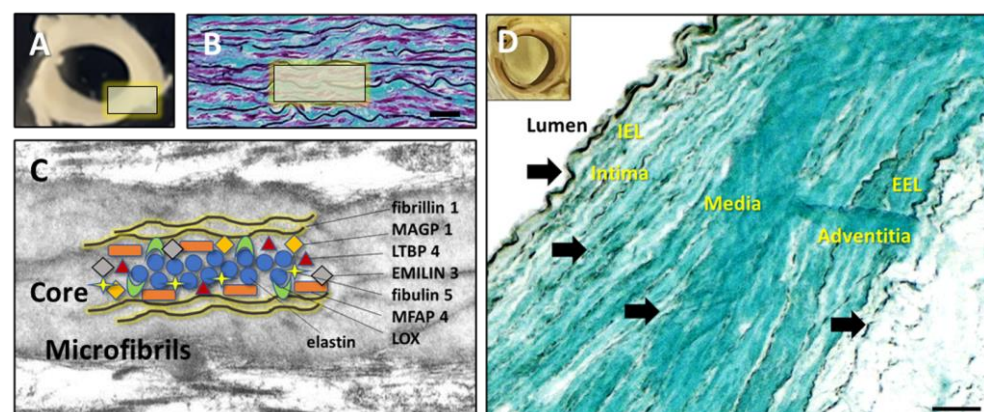 A
B
C
fibrillin 1
MAGP 1
LTBP 4
EMILIN 3
fibulin 5
MFAP 4
LOX
elastin
Core
Microfibrils
D
Lumen
IEL
Intima
Media
EEL
Adventitia